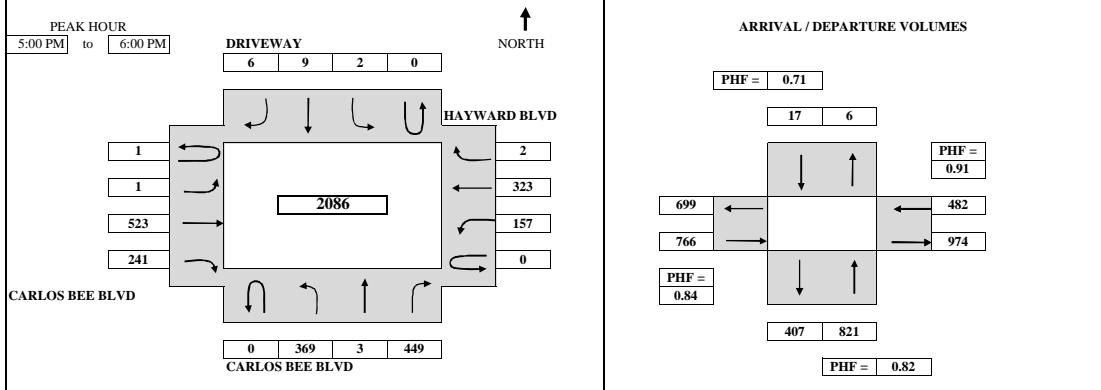 PEAK HOUR
5:00 PM to 6:00 PM
NORTH
DRIVEWAY
6 9 2 0
HAYWARD BLVD
1 2
1 323
2086
523 157
241 0
CARLOS BEE BLVD
0 369 3 449
CARLOS BEE BLVD
ARRIVAL / DEPARTURE VOLUMES
PHF = 0.71
17 6
PHF =
0.91
699 482
766 974
PHF =
0.84
407 821
PHF = 0.82